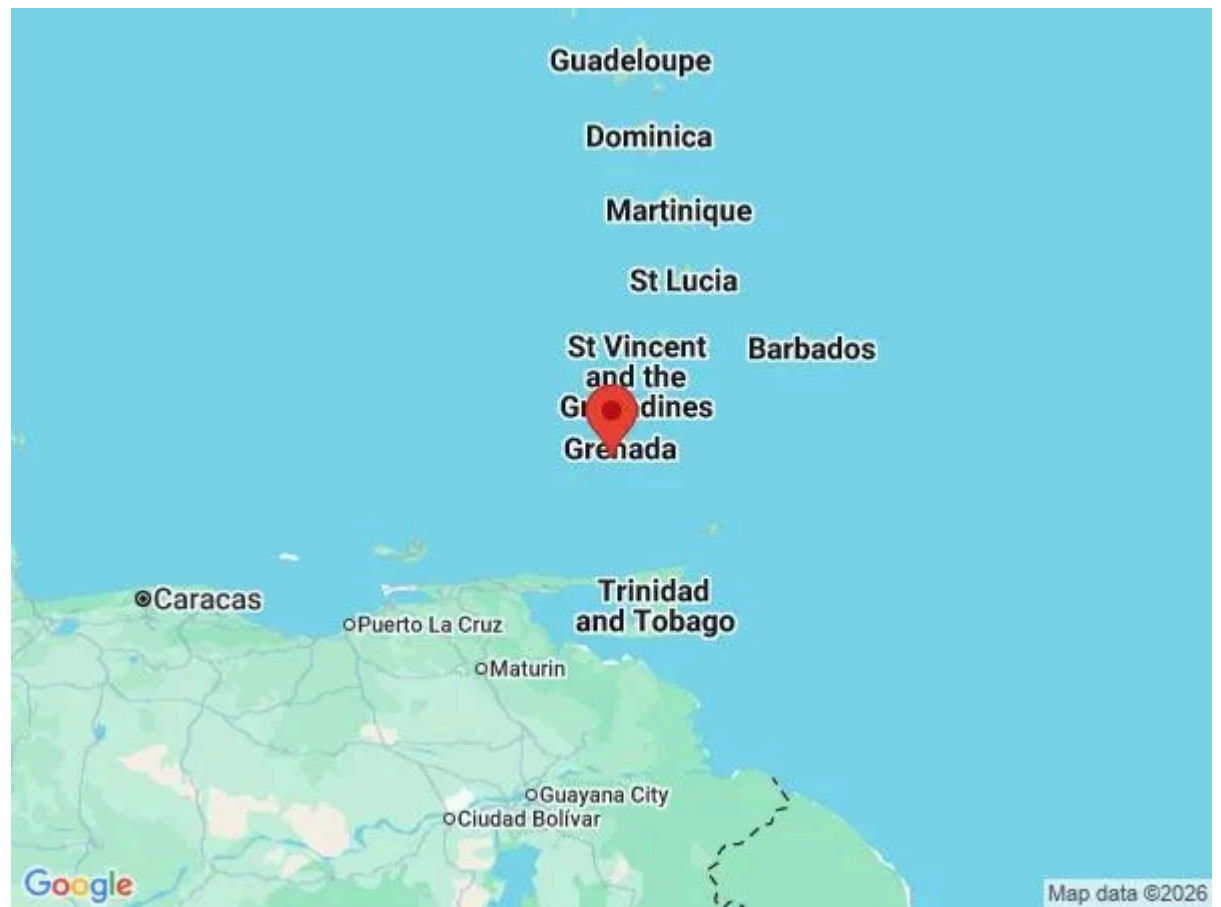 Guadeloupe
Dominica
Martinique
St Lucia
St Vincent
and the
Barbados
Grenada
Trinidad
and Tobago
Caracas
Puerto La Cruz
Maturin
Guayana City
Ciudad Bolívar
Google
Map data ©2026